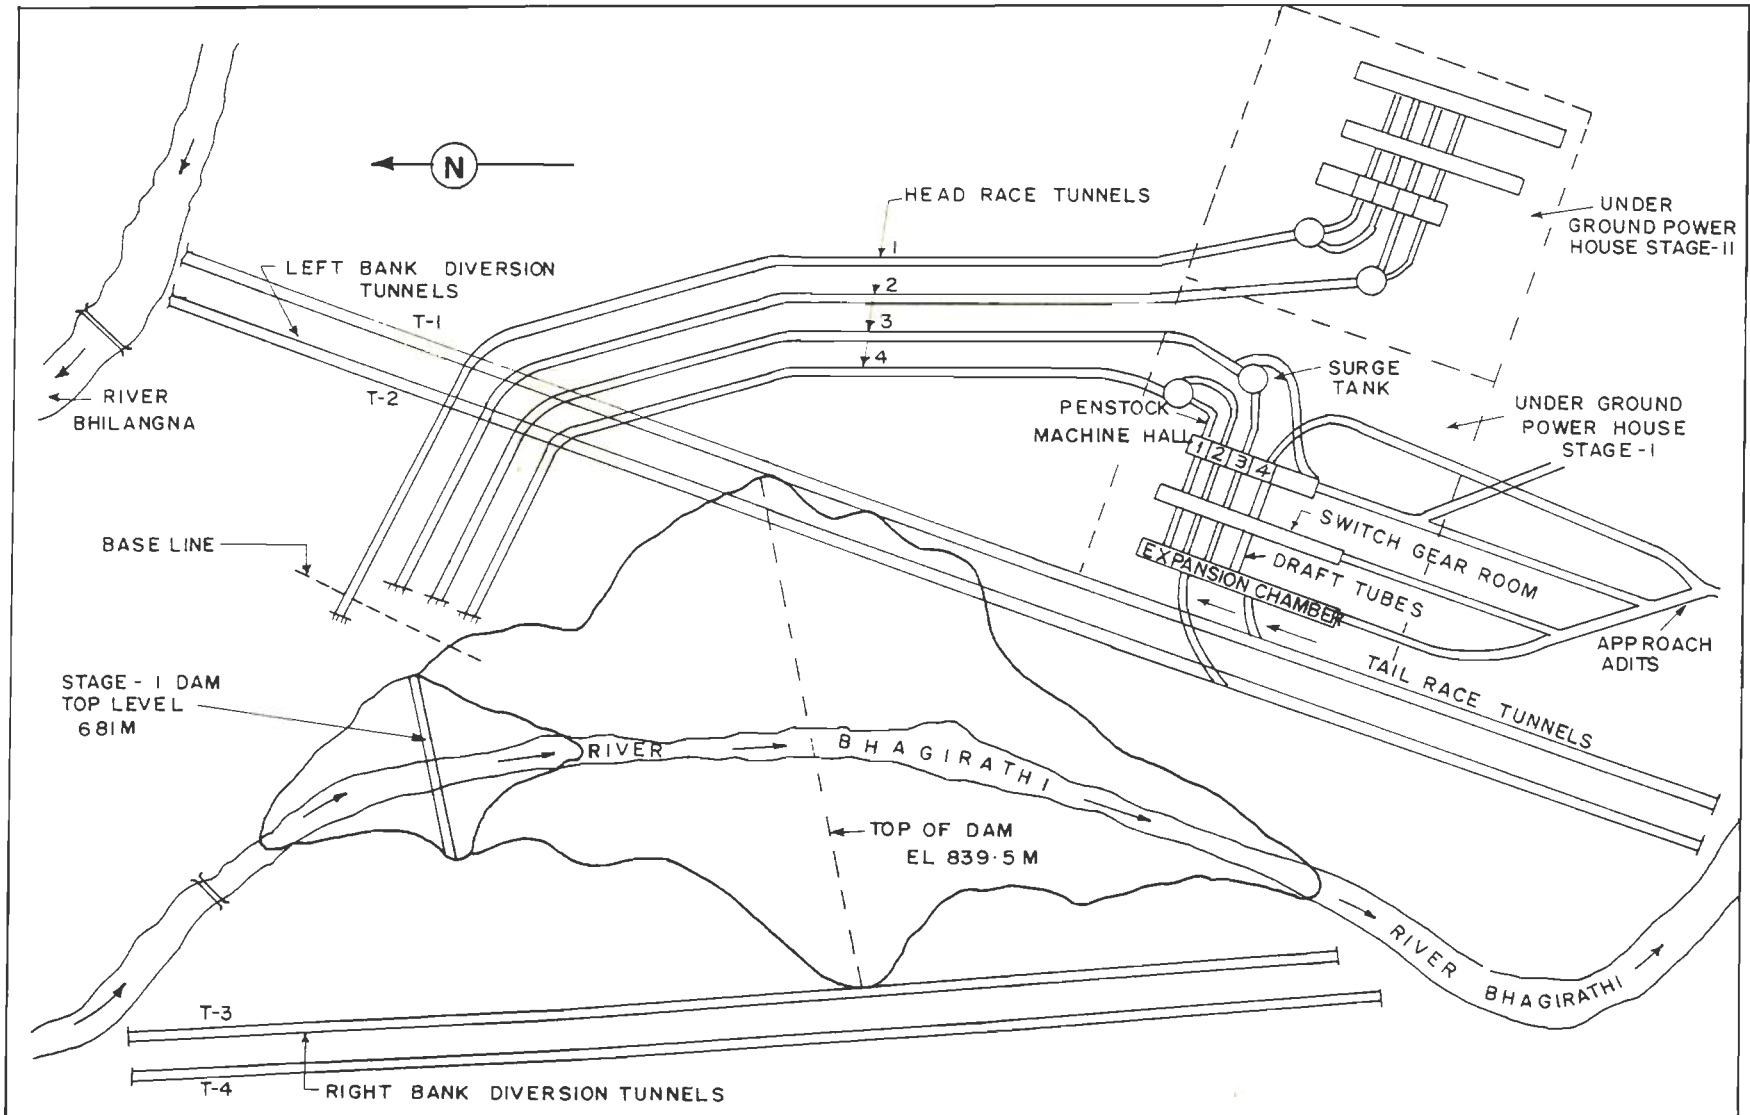 N
HEAD RACE TUNNELS
1
2
3
4
UNDER
GROUND POWER
HOUSE STAGE-II
LEFT BANK DIVERSION
TUNNELS
T-1
T-2
RIVER
BHILANGNA
SURGE
TANK
PENSTOCK
MACHINE HALL
1 2 3 4
UNDER GROUND
POWER HOUSE
STAGE-I
SWITCH GEAR ROOM
DRAFT TUBES
EXPANSION CHAMBER
APPROACH
ADITS
TAIL RACE TUNNELS
BASE LINE
STAGE-I DAM
TOP LEVEL
681M
RIVER BHAGIRATHI
TOP OF DAM
EL 839.5 M
RIVER BHAGIRATHI
T-3
T-4
RIGHT BANK DIVERSION TUNNELS